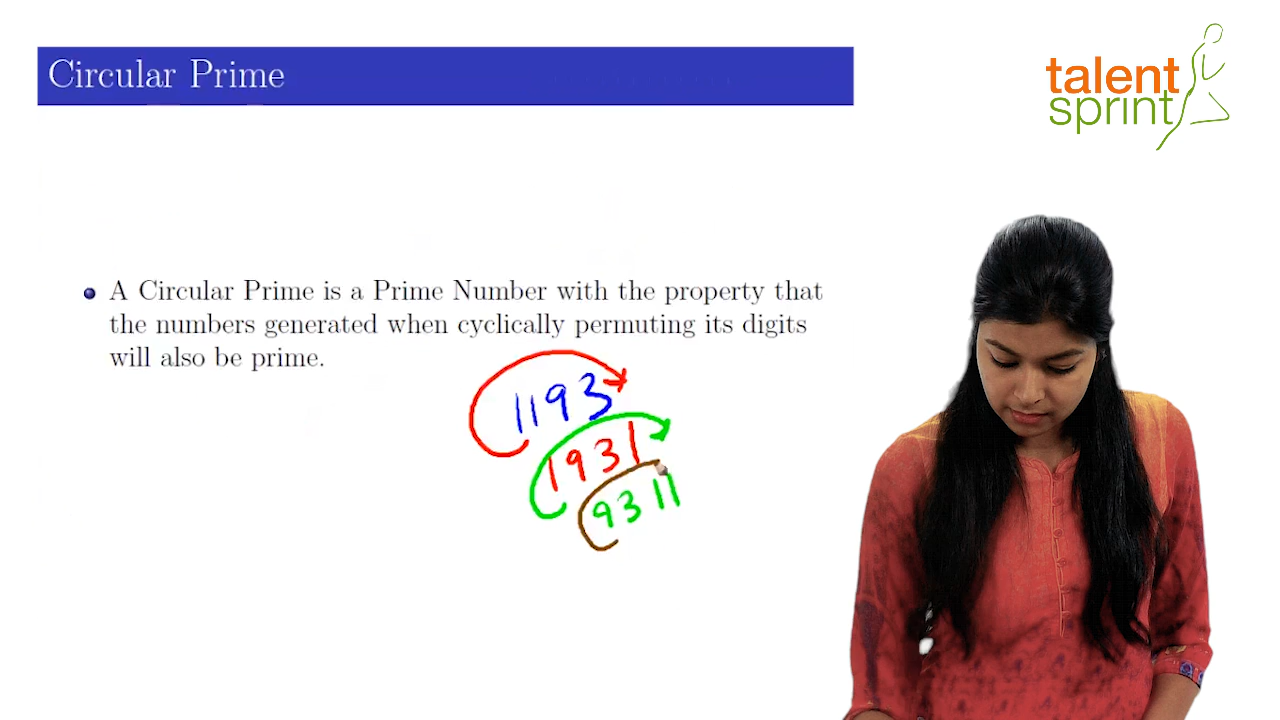 Circular Prime
talent
sprint
A Circular Prime is a Prime Number with the property that
the numbers generated when cyclically permuting its digits
will also be prime.
1193
1931
9311